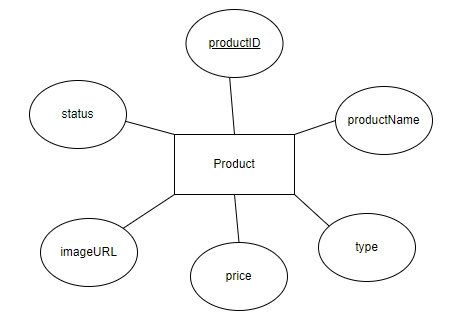 productID
status
productName
Product
imageURL
type
price